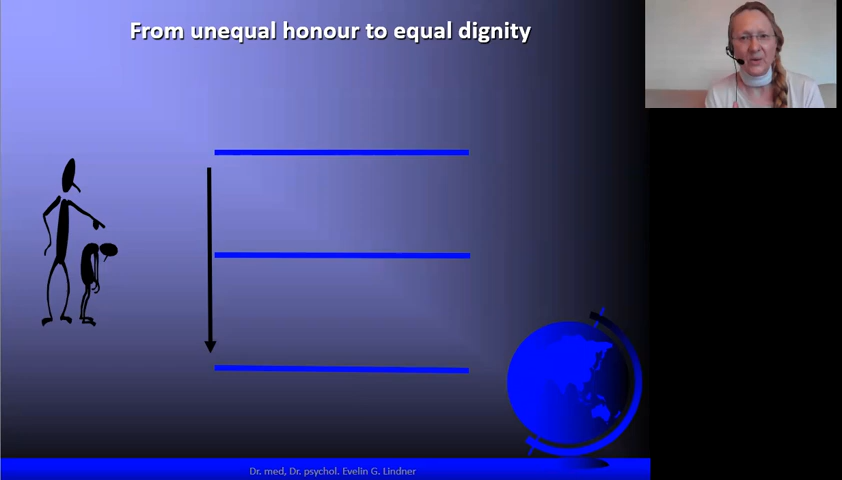 From unequal honour to equal dignity
Dr. med, Dr. psychol. Evelin G. Lindner